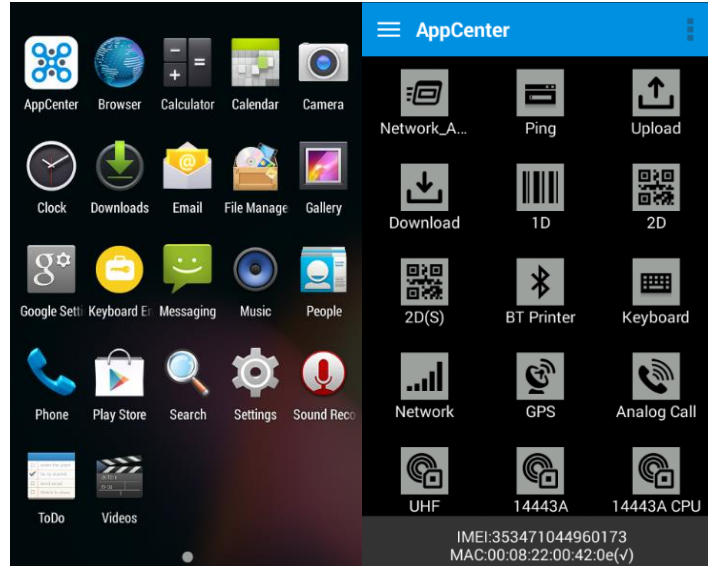 AppCenter Browser Calculator Calendar Camera
Clock Downloads Email File Manage Gallery
Google Setti Keyboard Em Messaging Music People
Phone Play Store Search Settings Sound Reco
ToDo Videos
AppCenter
Network_A... Ping Upload
Download 1D 2D
2D(S) BT Printer Keyboard
Network GPS Analog Call
UHF 14443A 14443A CPU
IMEI:353471044960173
MAC:00:08:22:00:42:0e(√)